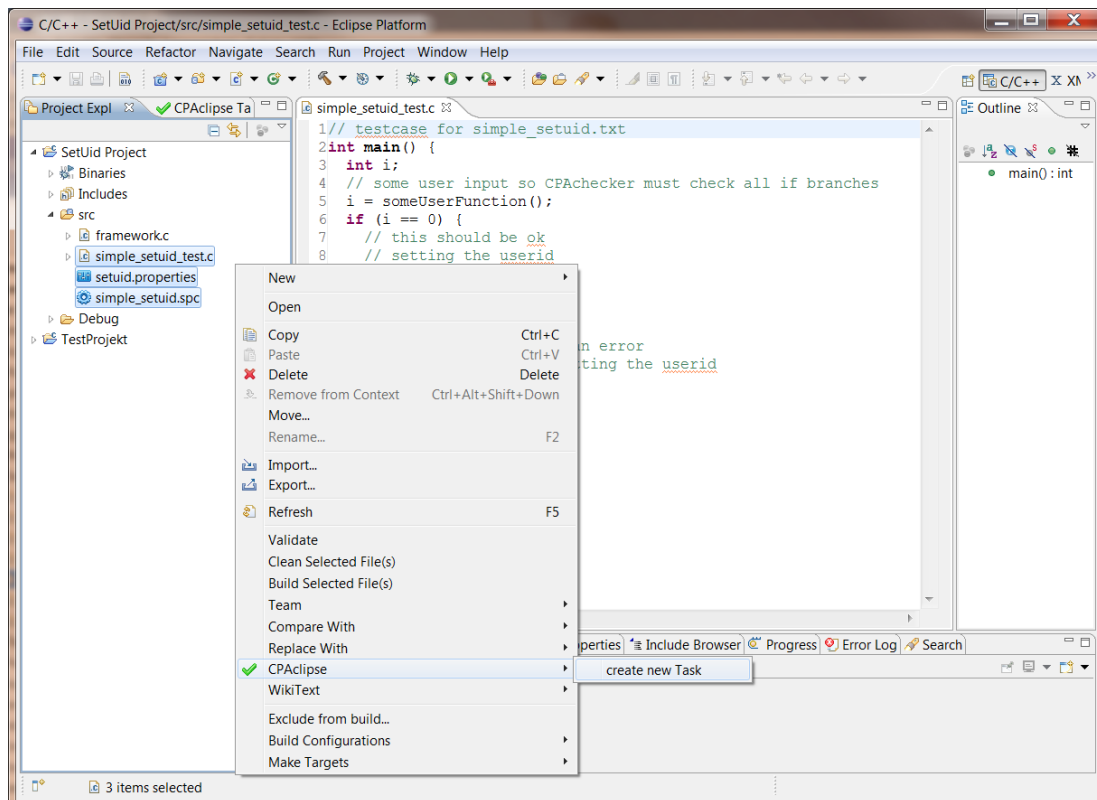 C/C++ - SetUid Project/src/simple_setuid_test.c - Eclipse Platform
File Edit Source Refactor Navigate Search Run Project Window Help
C/C++ XN
Project Expl CPAclipse Ta simple_setuid_test.c Outline
SetUid Project
Binaries
Includes
src
framework.c
simple_setuid_test.c
setuid.properties
simple_setuid.spc
Debug
TestProjekt
1// testcase for simple_setuid.txt
2int main() {
3 int i;
4 // some user input so CPAchecker must check all if branches
5 i = someUserFunction();
6 if (i == 0) {
7 // this should be ok
8 // setting the userid
n error
ting the userid
main() : int
New
Open
Copy Ctrl+C
Paste Ctrl+V
Delete Delete
Remove from Context Ctrl+Alt+Shift+Down
Move...
Rename... F2
Import...
Export...
Refresh F5
Validate
Clean Selected File(s)
Build Selected File(s)
Team
Compare With
Replace With
CPAclipse
WikiText
Exclude from build...
Build Configurations
Make Targets
create new Task
perties Include Browser Progress Error Log Search
3 items selected